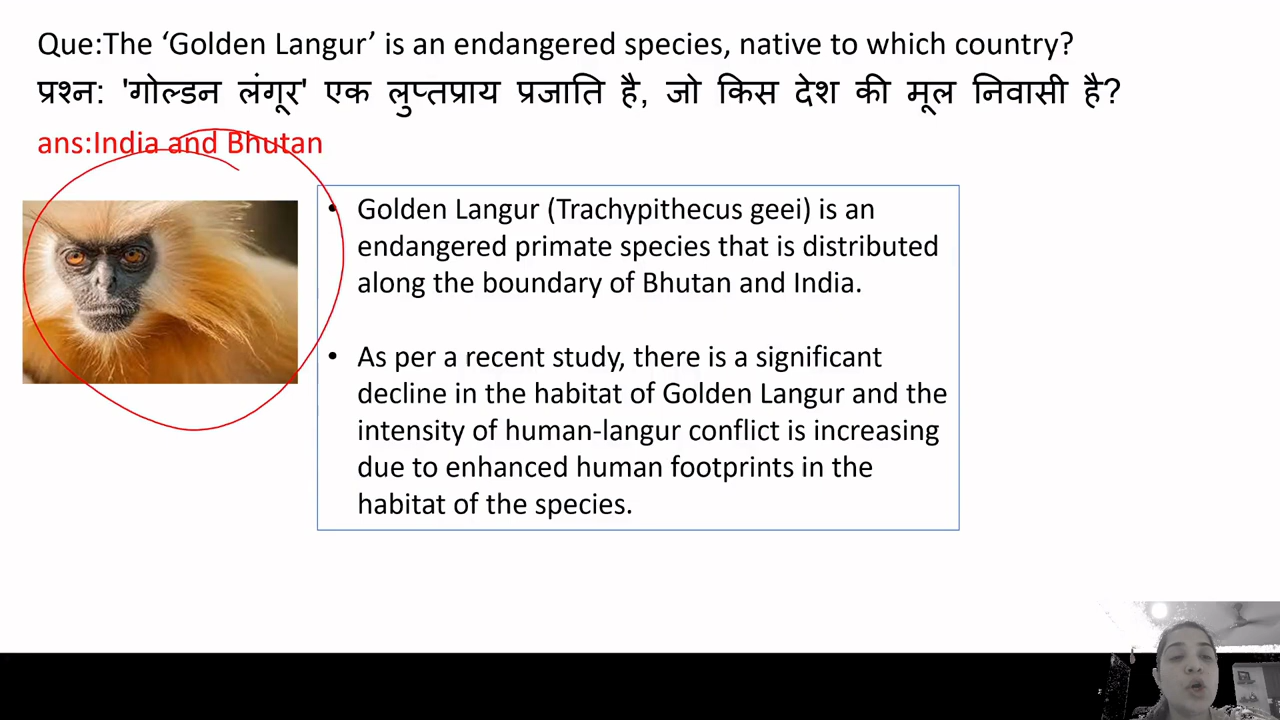 Que:The ‘Golden Langur’ is an endangered species, native to which country?
प्रश्न: 'गोल्डन लंगूर' एक लुप्तप्राय प्रजाति है, जो किस देश की मूल निवासी है?
ans:India and Bhutan
• Golden Langur (Trachypithecus geei) is an
endangered primate species that is distributed
along the boundary of Bhutan and India.
• As per a recent study, there is a significant
decline in the habitat of Golden Langur and the
intensity of human-langur conflict is increasing
due to enhanced human footprints in the
habitat of the species.